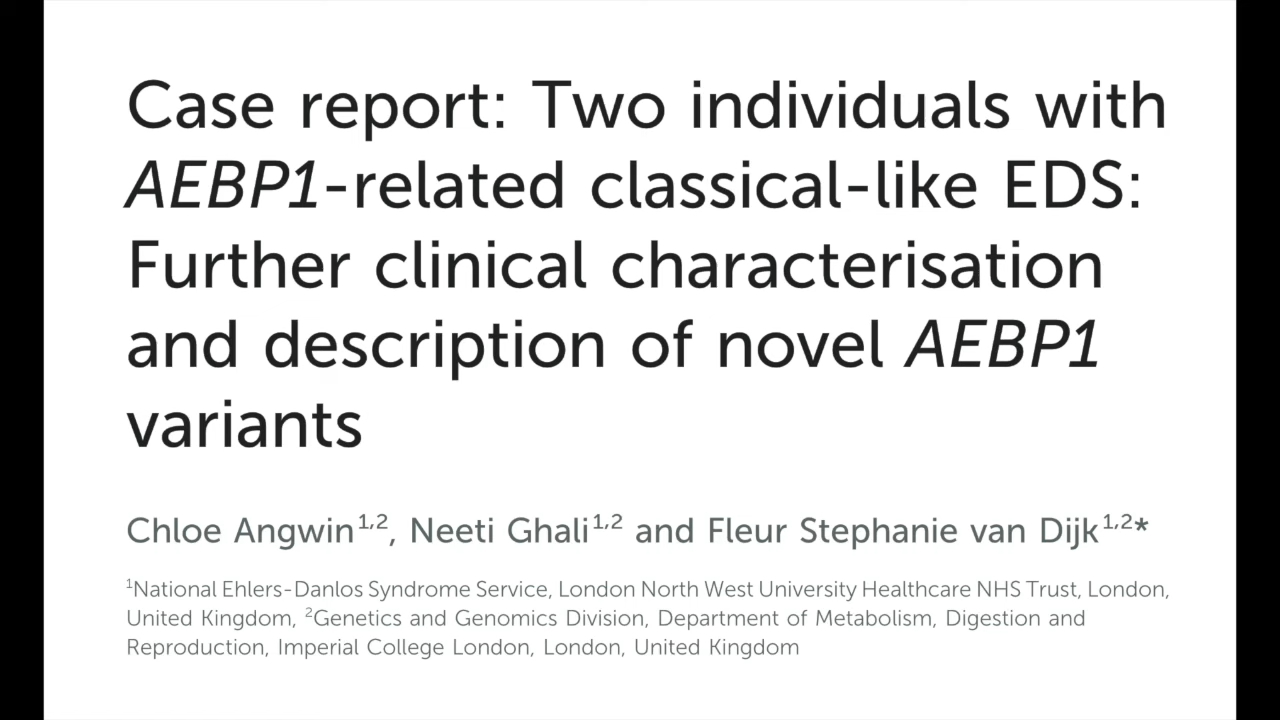 Case report: Two individuals with
AEBP1-related classical-like EDS:
Further clinical characterisation
and description of novel AEBP1
variants
Chloe Angwin1,2, Neeti Ghali1,2 and Fleur Stephanie van Dijk1,2*
1National Ehlers-Danlos Syndrome Service, London North West University Healthcare NHS Trust, London,
United Kingdom, 2Genetics and Genomics Division, Department of Metabolism, Digestion and
Reproduction, Imperial College London, London, United Kingdom